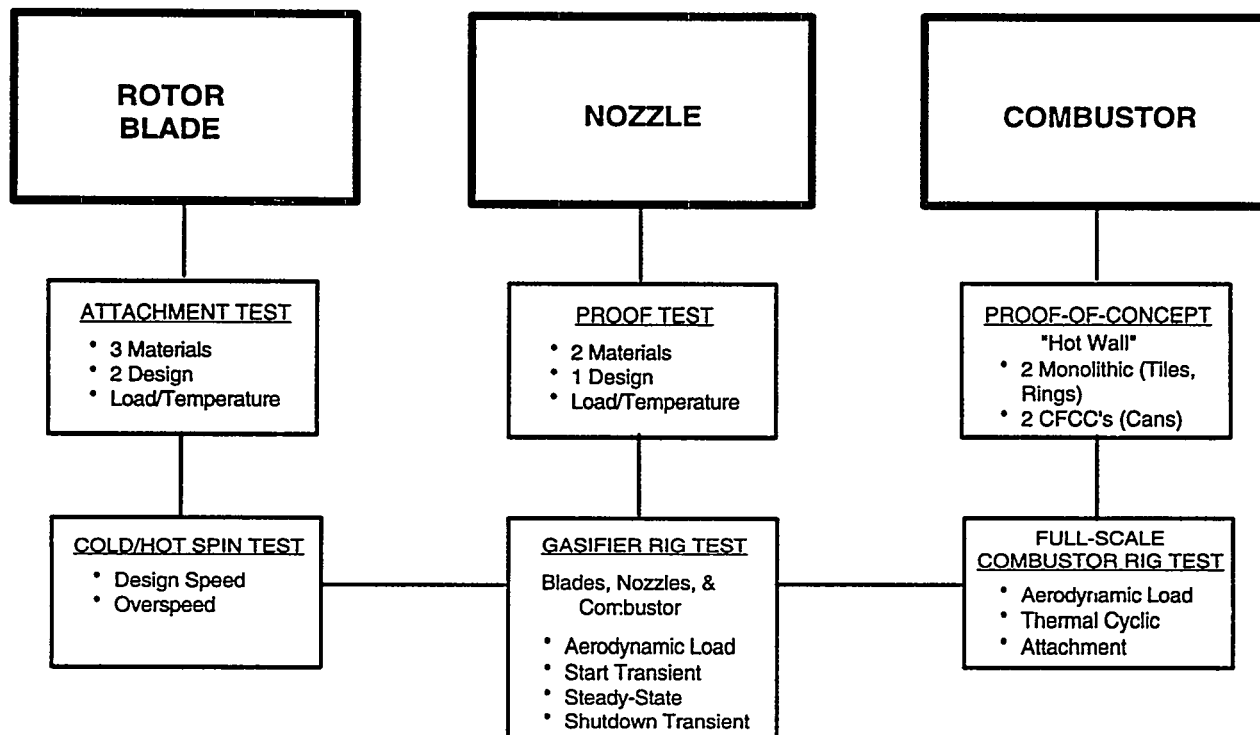 ROTOR
BLADE
NOZZLE
COMBUSTOR
ATTACHMENT TEST
• 3 Materials
• 2 Design
• Load/Temperature
PROOF TEST
• 2 Materials
• 1 Design
• Load/Temperature
PROOF-OF-CONCEPT
"Hot Wall"
• 2 Monolithic (Tiles,
Rings)
• 2 CFCC's (Cans)
COLD/HOT SPIN TEST
• Design Speed
• Overspeed
GASIFIER RIG TEST
Blades, Nozzles, &
Combustor
• Aerodynamic Load
• Start Transient
• Steady-State
• Shutdown Transient
FULL-SCALE
COMBUSTOR RIG TEST
• Aerodynamic Load
• Thermal Cyclic
• Attachment